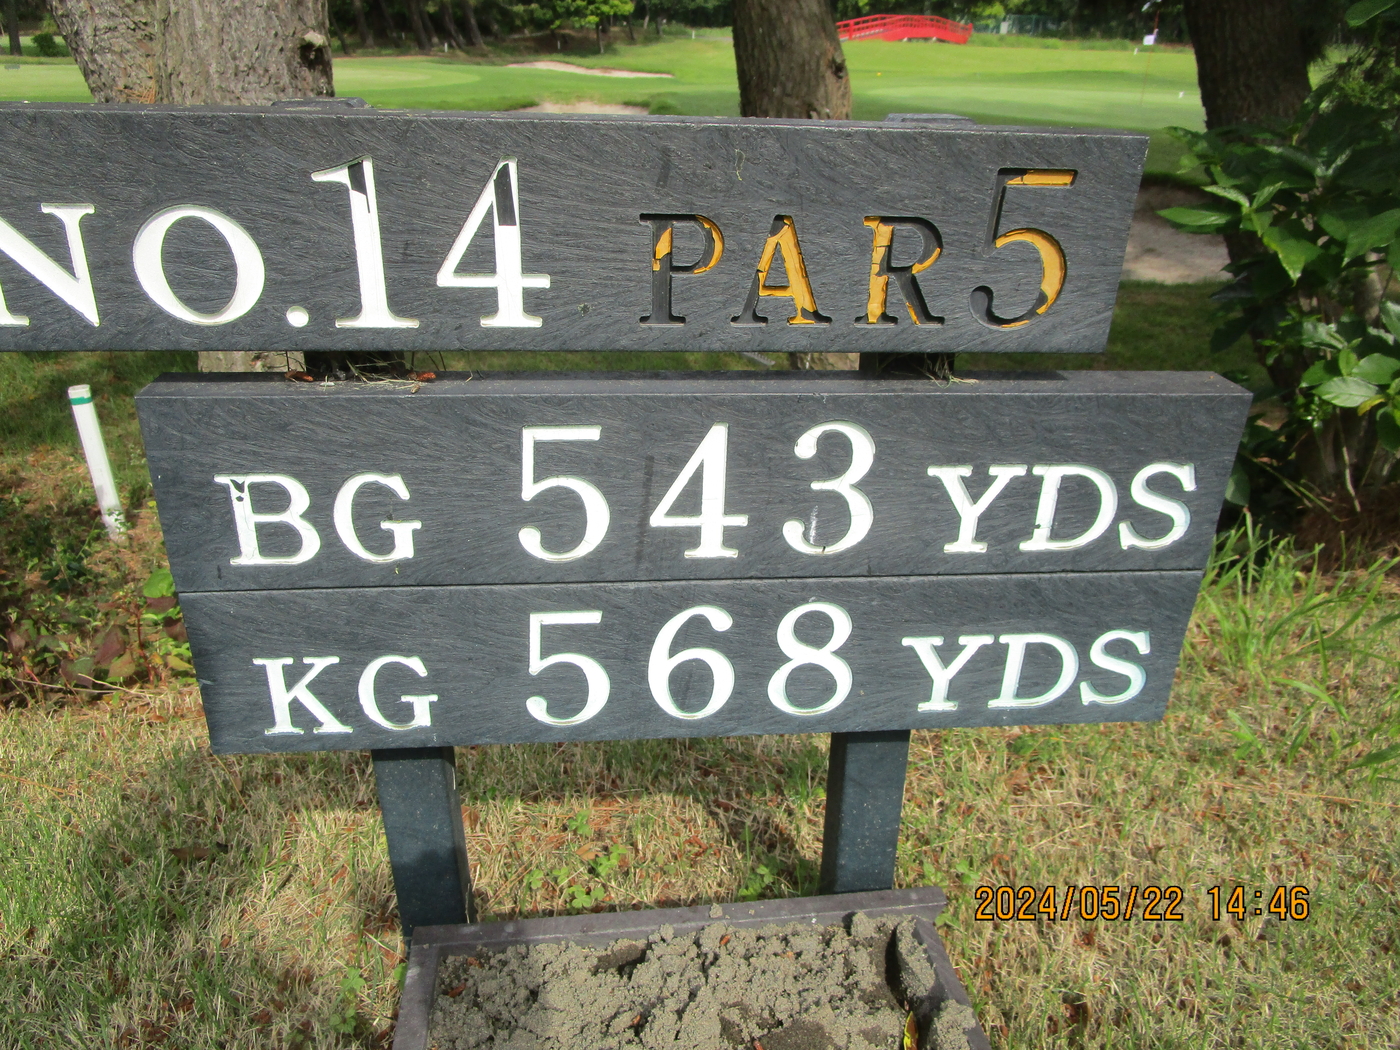 NO.14 PAR5
BG 543 YDS
KG 568 YDS
2024/05/22 14:46